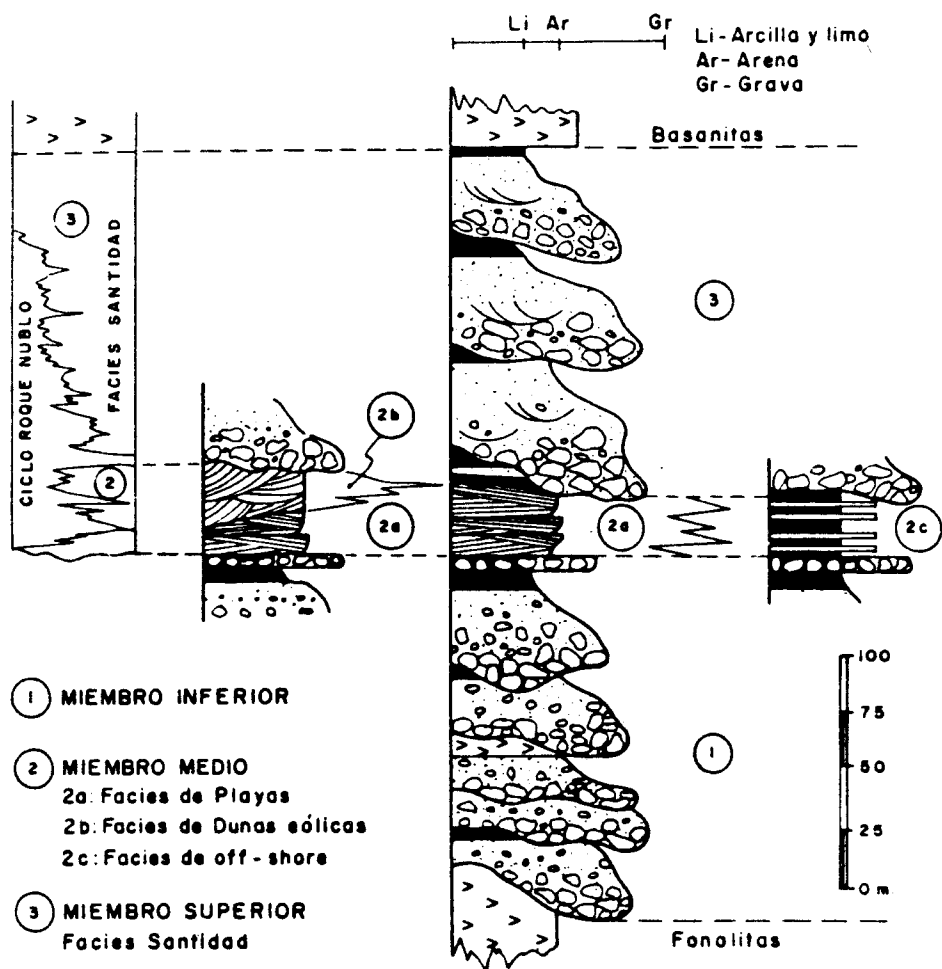 Li Ar Gr
Li-Arcilla y limo
Ar-Arena
Gr-Grava
Basanitas
3
CICLO ROQUE NUBLO
FACIES SANTIDAD
3
2
2b
2a
2a
2c
1 MIEMBRO INFERIOR
2 MIEMBRO MEDIO
2a: Facies de Playas
2b: Facies de Dunas eólicas
2c: Facies de off-shore
3 MIEMBRO SUPERIOR
Facies Santidad
1
100
75
50
25
0 m
Fonolitas